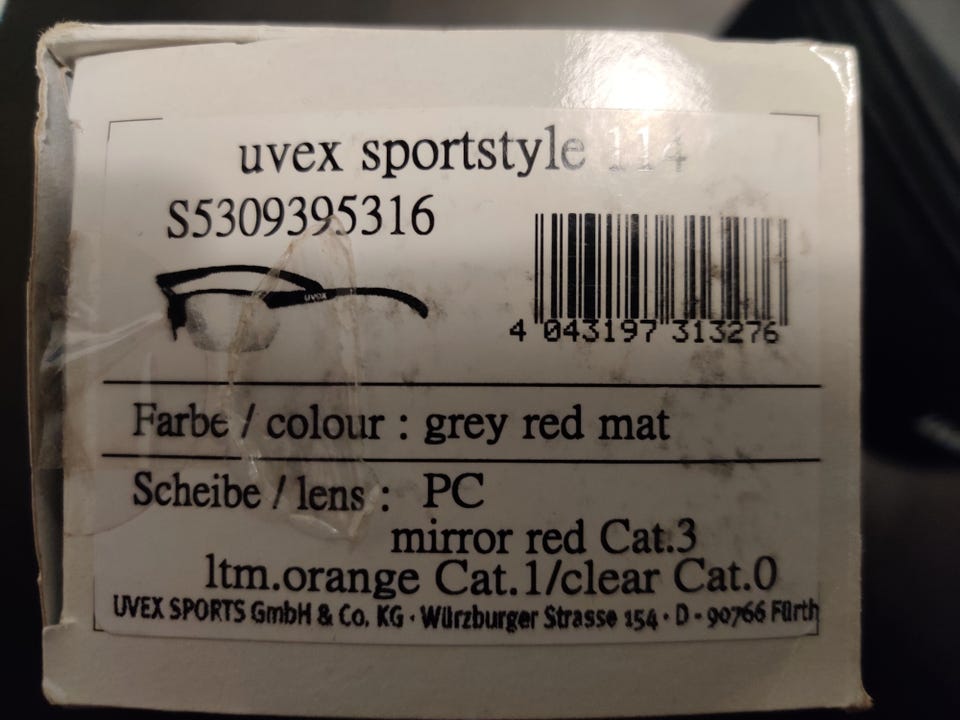 uvex sportstyle 114
S5309395316
uvex
4 043197 313276
Farbe / colour : grey red mat
Scheibe / lens : PC
mirror red Cat.3
ltm.orange Cat.1/clear Cat.0
UVEX SPORTS GmbH & Co. KG · Würzburger Strasse 154 · D - 90766 Fürth